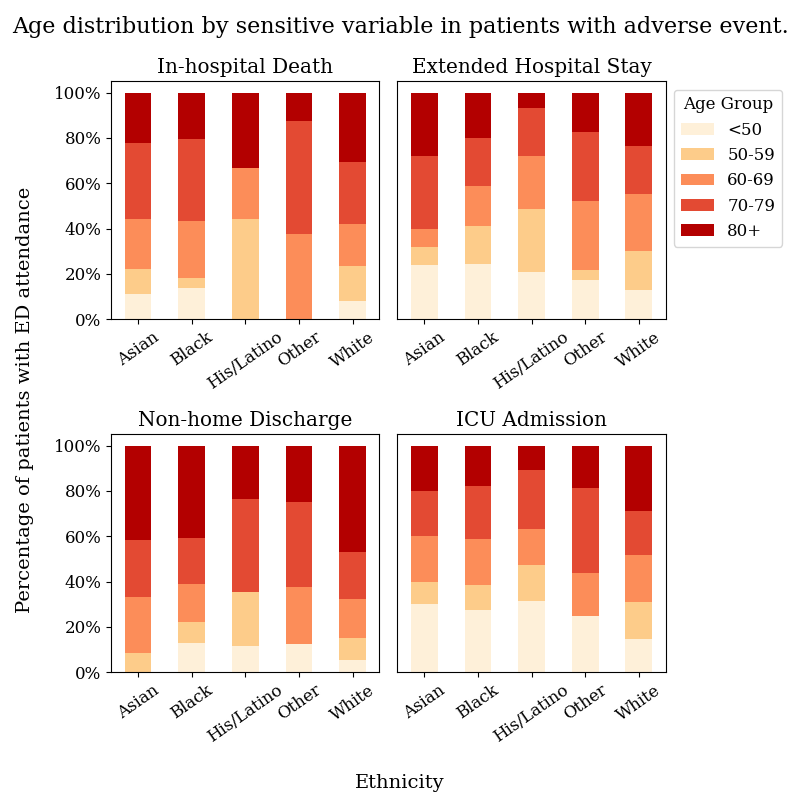 Age distribution by sensitive variable in patients with adverse event.
In-hospital Death
Extended Hospital Stay
100%
80%
60%
40%
20%
0%
Asian
Black
His/Latino
Other
White
Asian
Black
His/Latino
Other
White
Age Group
<50
50-59
60-69
70-79
80+
Percentage of patients with ED attendance
Non-home Discharge
ICU Admission
100%
80%
60%
40%
20%
0%
Asian
Black
His/Latino
Other
White
Asian
Black
His/Latino
Other
White
Ethnicity